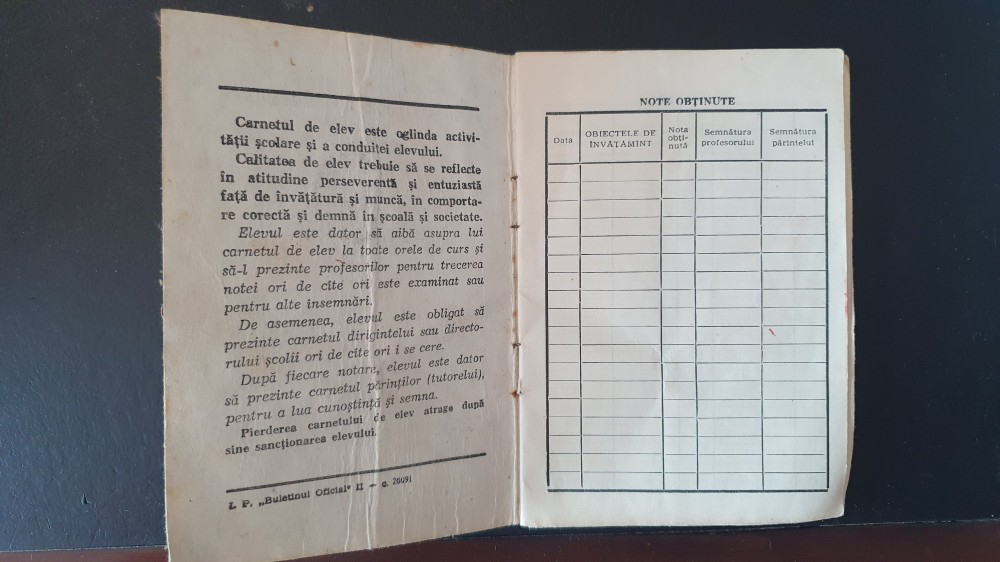 Carnetul de elev este oglinda activi-
tății școlare și a conduitei elevului.
Calitatea de elev trebuie să se reflecte
în atitudine perseverentă și entuziastă
față de învățătură și muncă, în comporta-
re corectă și demnă în școală și societate.
Elevul este dator să aibă asupra lui
carnetul de elev la toate orele de curs și
să-l prezinte profesorilor pentru trecerea
notei ori de cîte ori este examinat sau
pentru alte însemnări.
De asemenea, elevul este obligat să
prezinte carnetul dirigintelui sau directo-
rului școlii ori de cîte ori i se cere.
După fiecare notare, elevul este dator
să prezinte carnetul părinților (tutorelui),
pentru a lua cunoștință și semna.
Pierderea carnetului de elev atrage după
sine sancționarea elevului.
I. P. „Buletinul Oficial" II — c. 20091
NOTE OBȚINUTE
Data
OBIECTELE DE
ÎNVĂȚĂMÎNT
Nota
obți-
nută
Semnătura
profesorului
Semnătura
părintelui